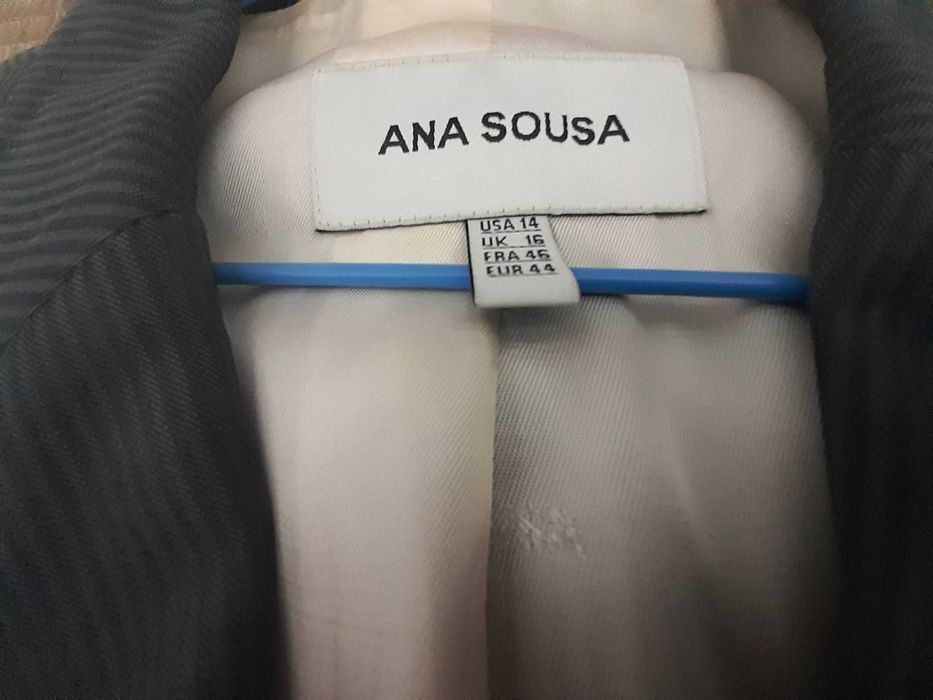 ANA SOUSA
USA 14
UK 16
FRA 46
EUR 44